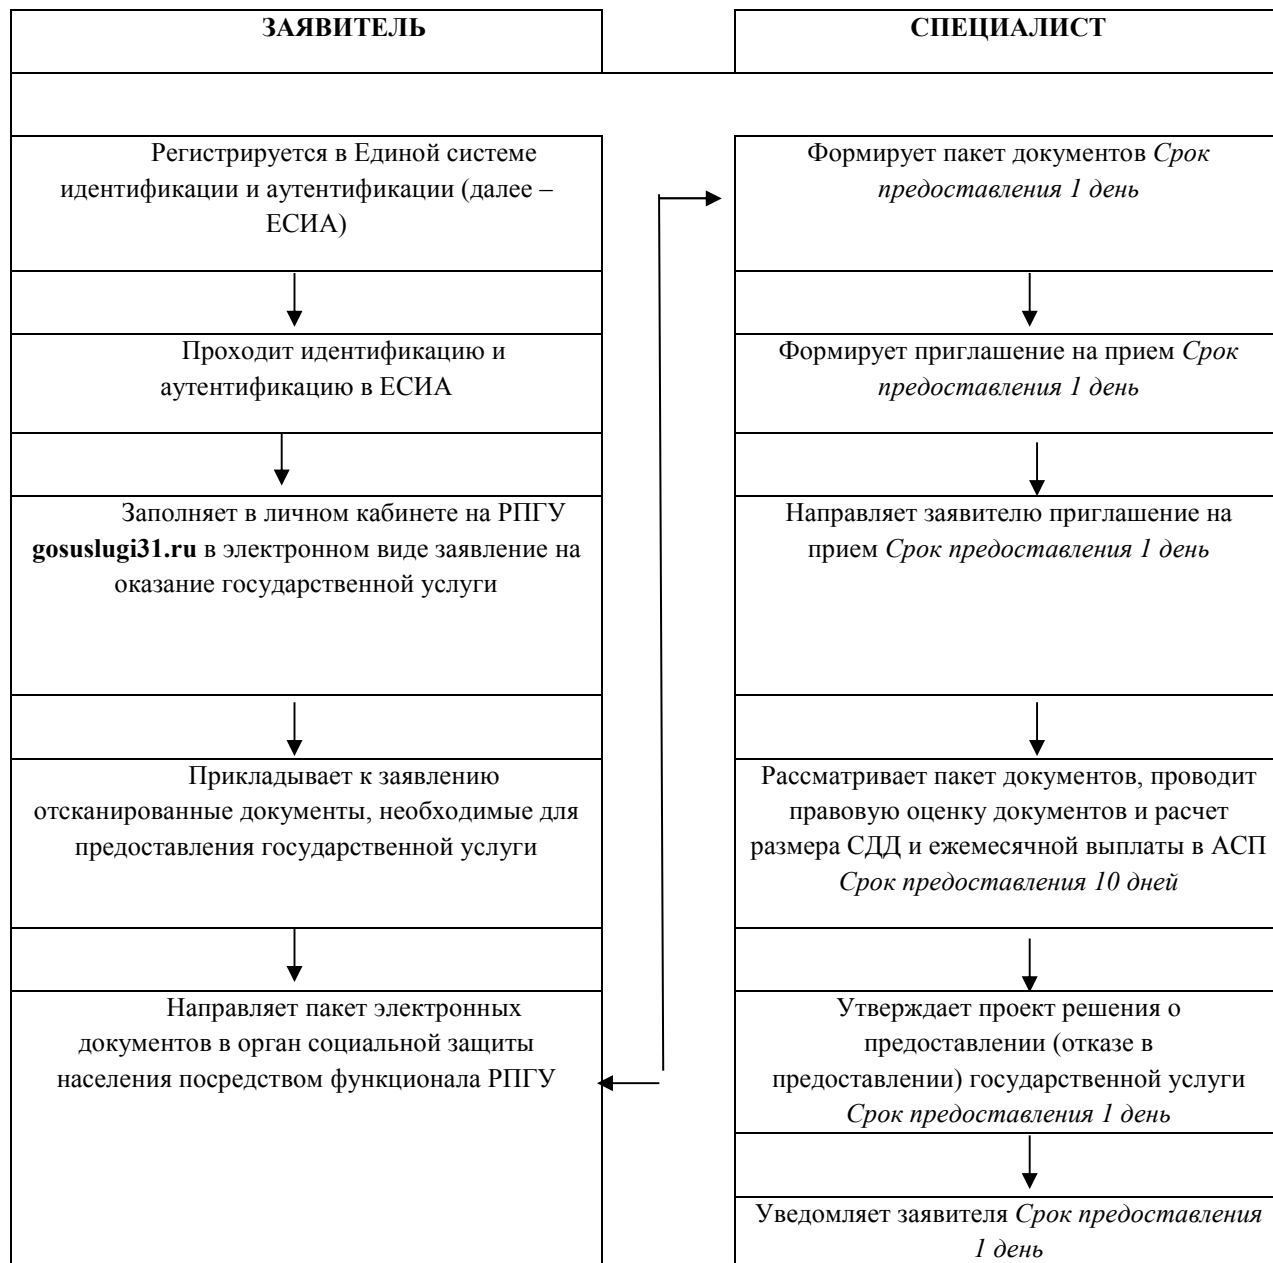 ЗАЯВИТЕЛЬ
Регистрируется в Единой системе
идентификации и аутентификации (далее –
ЕСИА)
Проходит идентификацию и
аутентификацию в ЕСИА
Заполняет в личном кабинете на РПГУ
gosuslugi31.ru в электронном виде заявление на
оказание государственной услуги
Прикладывает к заявлению
отсканированные документы, необходимые для
предоставления государственной услуги
Направляет пакет электронных
документов в орган социальной защиты
населения посредством функционала РПГУ
СПЕЦИАЛИСТ
Формирует пакет документов Срок
предоставления 1 день
Формирует приглашение на прием Срок
предоставления 1 день
Направляет заявителю приглашение на
прием Срок предоставления 1 день
Рассматривает пакет документов, проводит
правовую оценку документов и расчет
размера СДД и ежемесячной выплаты в АСП
Срок предоставления 10 дней
Утверждает проект решения о
предоставлении (отказе в
предоставлении) государственной услуги
Срок предоставления 1 день
Уведомляет заявителя Срок предоставления
1 день